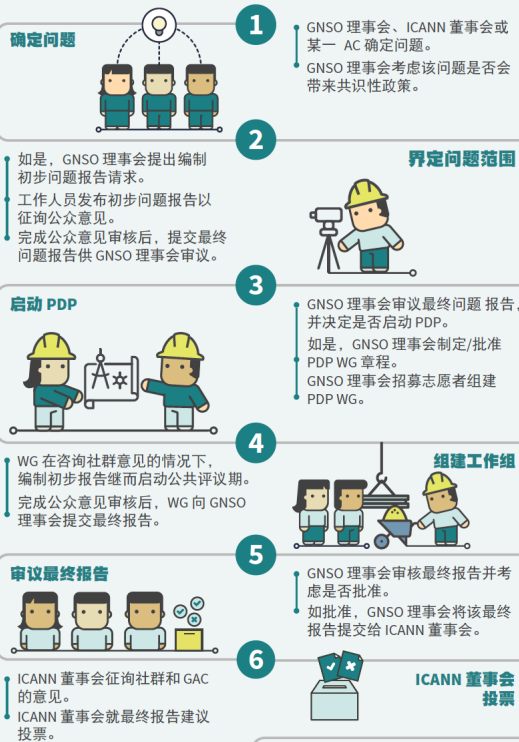 1
确定问题
GNSO 理事会、ICANN 董事会或
某一 AC 确定问题。
GNSO 理事会考虑该问题是否会
带来共识性政策。
2
界定问题范围
如是，GNSO 理事会提出编制
初步问题报告请求。
工作人员发布初步问题报告以
征询公众意见。
完成公众意见审核后，提交最终
问题报告供 GNSO 理事会审议。
3
启动 PDP
GNSO 理事会审议最终问题 报告，
并决定是否启动 PDP。
如是，GNSO 理事会制定/批准
PDP WG 章程。
GNSO 理事会招募志愿者组建
PDP WG。
4
组建工作组
WG 在咨询社群意见的情况下，
编制初步报告继而启动公共评议期。
完成公众意见审核后，WG 向 GNSO
理事会提交最终报告。
5
审议最终报告
GNSO 理事会审核最终报告并考
虑是否批准。
如批准，GNSO 理事会将该最终
报告提交给 ICANN 董事会。
6
ICANN 董事会
投票
ICANN 董事会征询社群和 GAC
的意见。
ICANN 董事会就最终报告建议
投票。